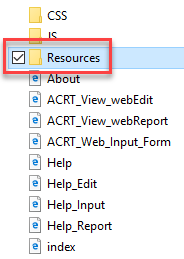 CSS
JS
Resources
About
ACRT_View_webEdit
ACRT_View_webReport
ACRT_Web_Input_Form
Help
Help_Edit
Help_Input
Help_Report
index